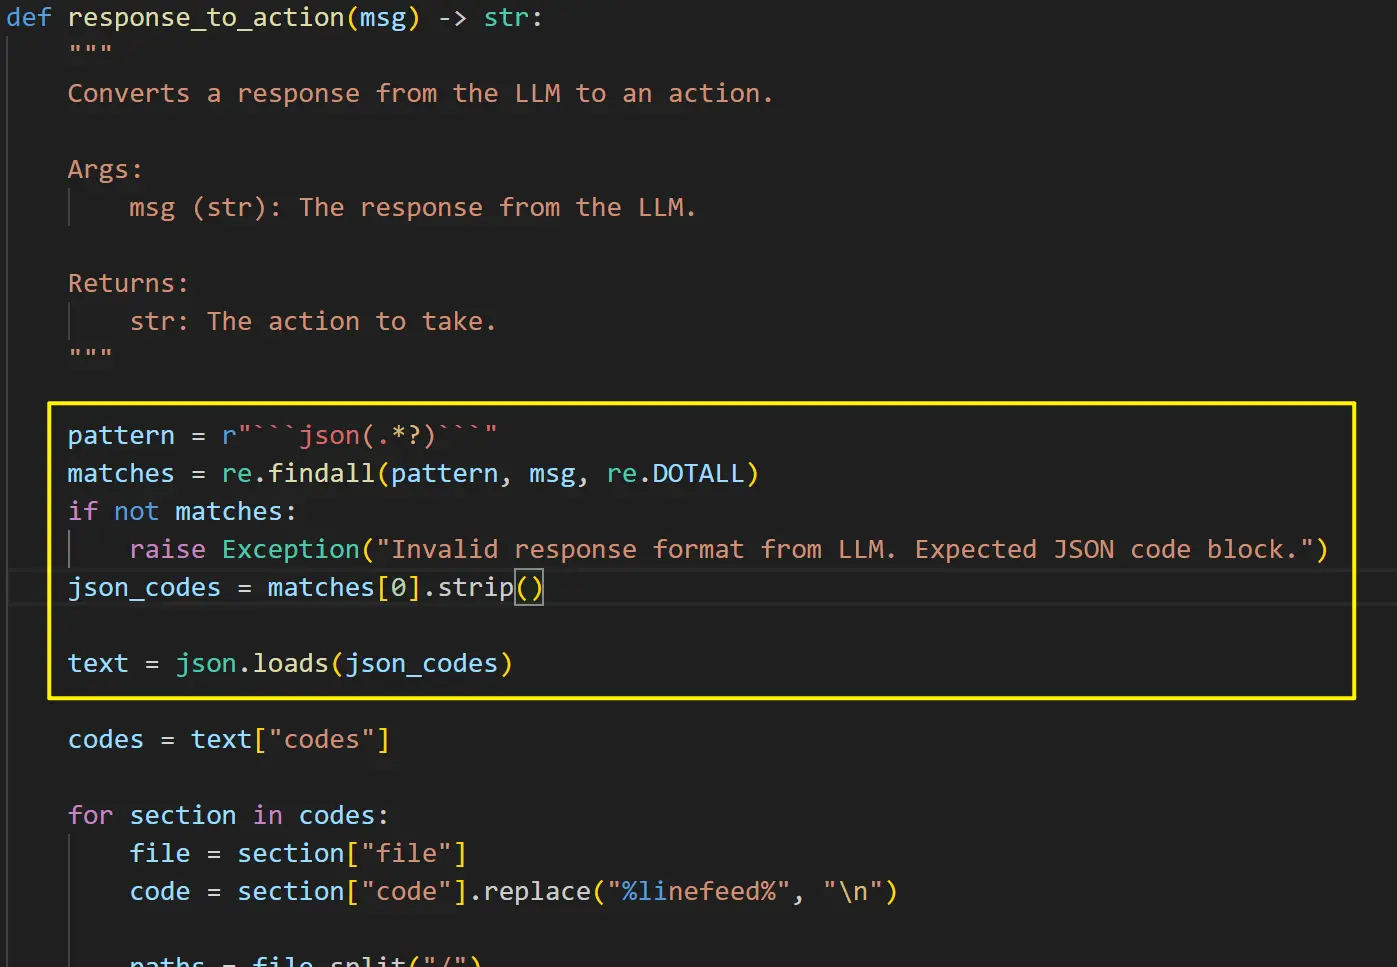 def response_to_action(msg) -> str:
"""
Converts a response from the LLM to an action.
Args:
msg (str): The response from the LLM.
Returns:
str: The action to take.
"""
pattern = r"```json(.*?)```"
matches = re.findall(pattern, msg, re.DOTALL)
if not matches:
raise Exception("Invalid response format from LLM. Expected JSON code block.")
json_codes = matches[0].strip()
text = json.loads(json_codes)
codes = text["codes"]
for section in codes:
file = section["file"]
code = section["code"].replace("%linefeed%", "\n")
paths = file.split("/")